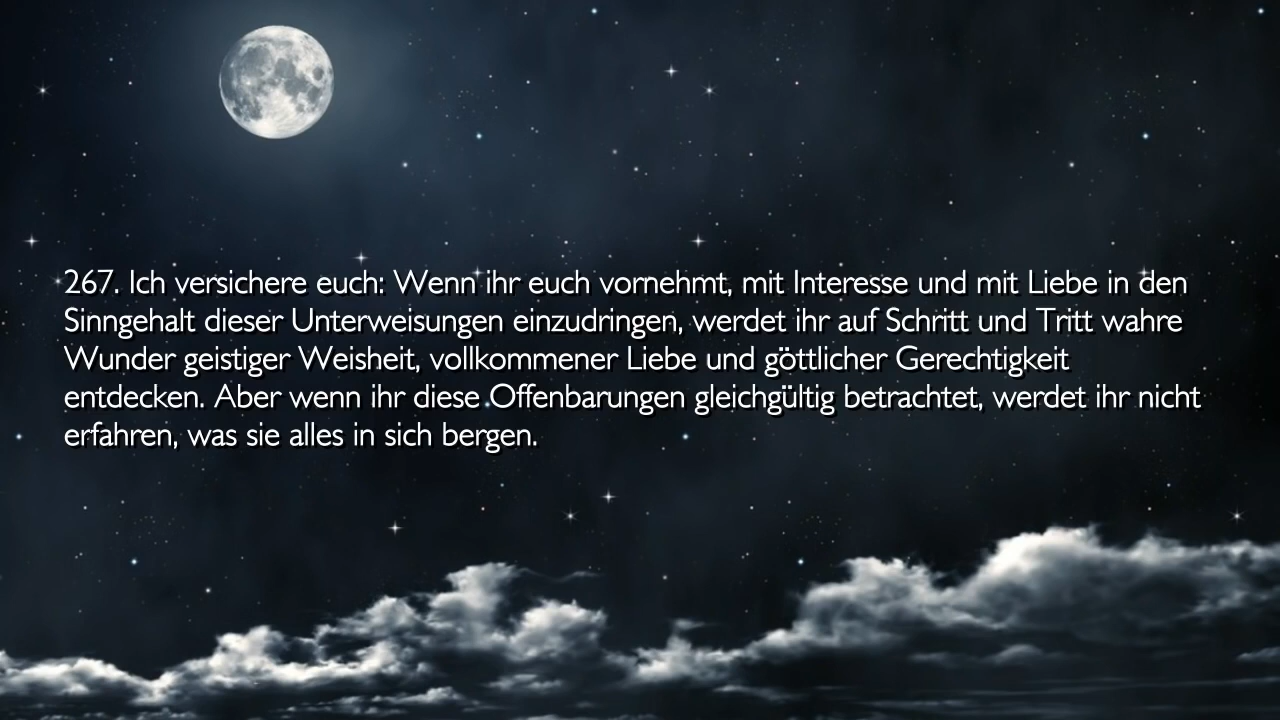 267. Ich versichere euch: Wenn ihr euch vornehmt, mit Interesse und mit Liebe in den
Sinngehalt dieser Unterweisungen einzudringen, werdet ihr auf Schritt und Tritt wahre
Wunder geistiger Weisheit, vollkommener Liebe und göttlicher Gerechtigkeit
entdecken. Aber wenn ihr diese Offenbarungen gleichgültig betrachtet, werdet ihr nicht
erfahren, was sie alles in sich bergen.